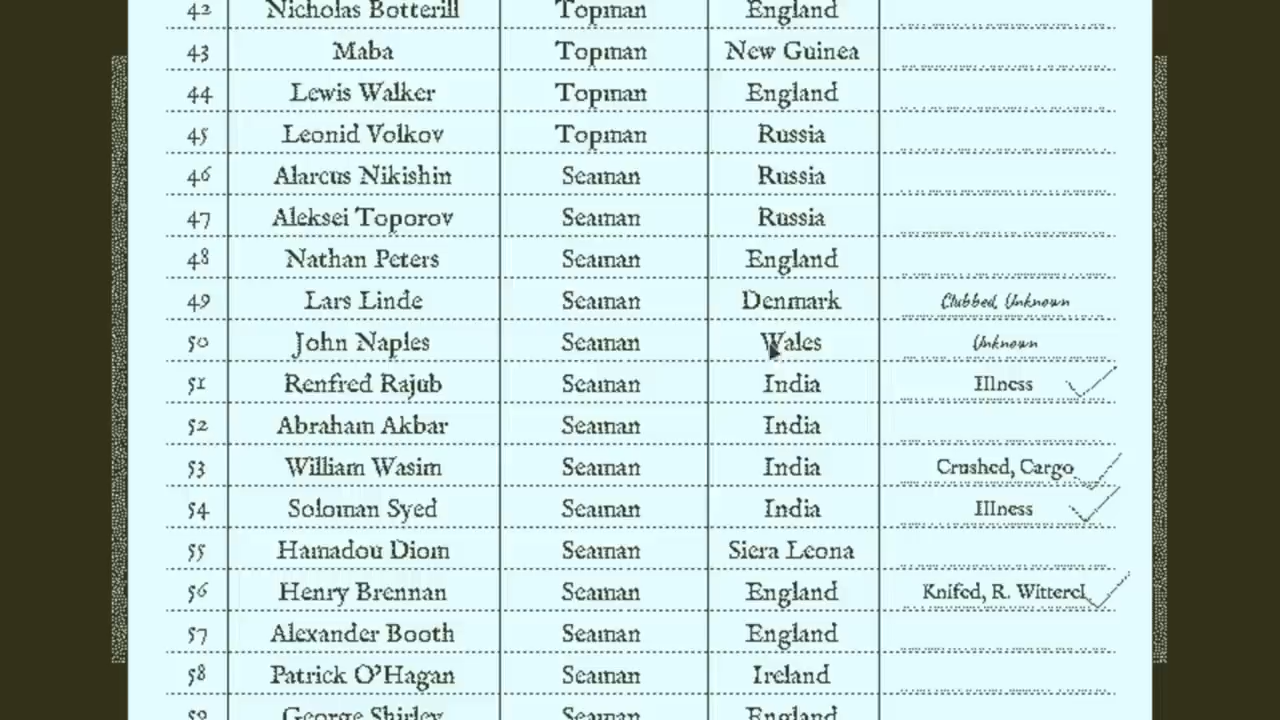 42 Nicholas Botterill Topman England
43 Maba Topman New Guinea
44 Lewis Walker Topman England
45 Leonid Volkov Topman Russia
46 Alarcus Nikishin Seaman Russia
47 Aleksei Toporov Seaman Russia
48 Nathan Peters Seaman England
49 Lars Linde Seaman Denmark Clubbed, Unknown
50 John Naples Seaman Wales Unknown
51 Renfred Rajub Seaman India Illness
52 Abraham Akbar Seaman India
53 William Wasim Seaman India Crushed, Cargo
54 Soloman Syed Seaman India Illness
55 Hamadou Diom Seaman Siera Leona
56 Henry Brennan Seaman England Knifed, R. Witterel
57 Alexander Booth Seaman England
58 Patrick O'Hagan Seaman Ireland
59 George Shirley Seaman England